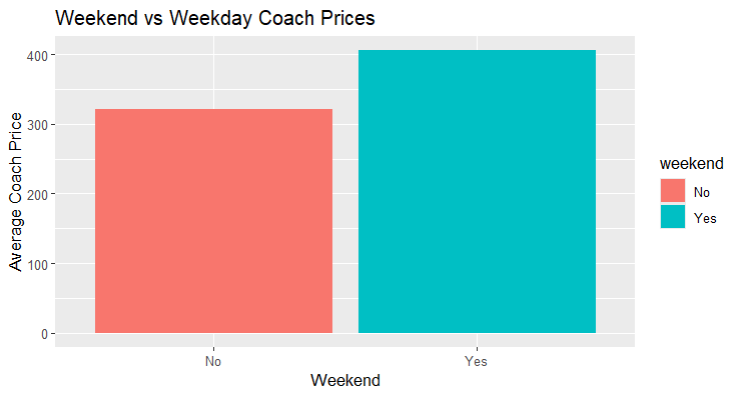 Weekend vs Weekday Coach Prices
Average Coach Price
400
300
200
100
0
No
Yes
Weekend
weekend
No
Yes